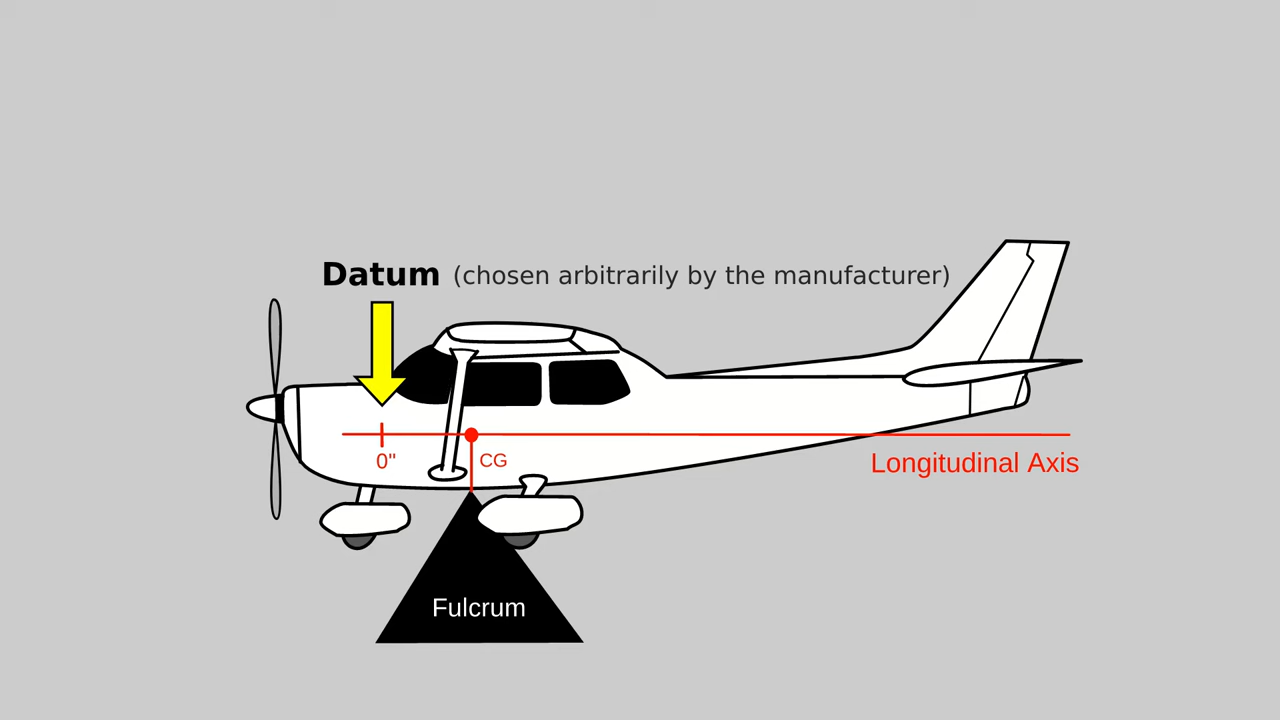 Datum (chosen arbitrarily by the manufacturer)
0"
CG
Longitudinal Axis
Fulcrum